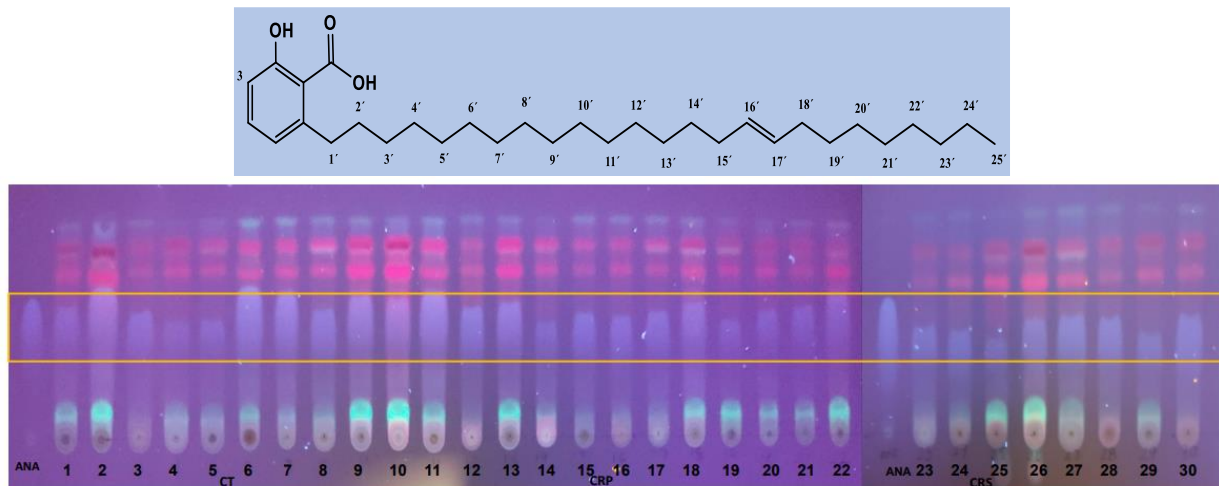 OH O
3
OH
2´ 4´ 6´ 8´ 10´ 12´ 14´ 16´ 18´ 20´ 22´ 24´
1´ 3´ 5´ 7´ 9´ 11´ 13´ 15´ 17´ 19´ 21´ 23´ 25´
ANA 1 2 3 4 5 6 7 8 9 10 11 12 13 14 15 16 17 18 19 20 21 22 ANA 23 24 25 26 27 28 29 30
CT CRP CRS